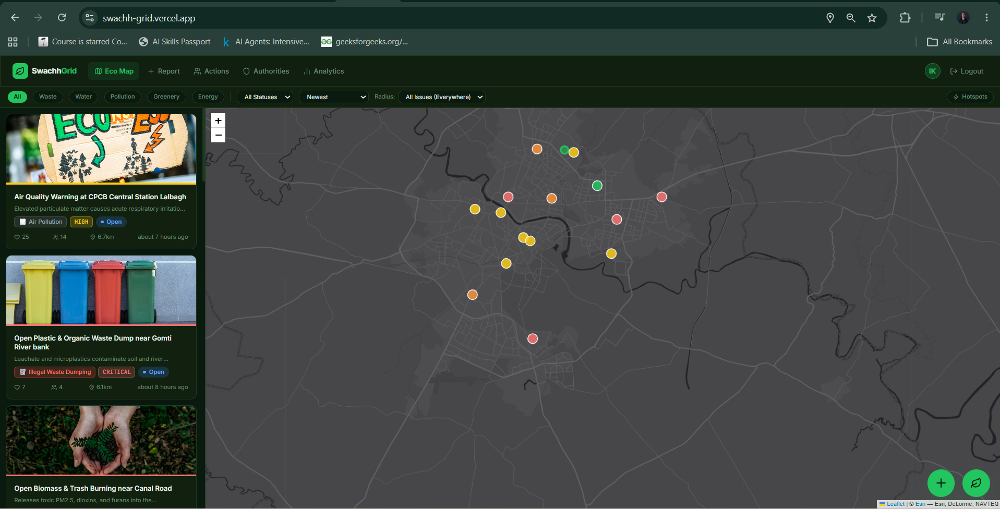 swachh-grid.vercel.app
Course is starred Co...
AI Skills Passport
AI Agents: Intensive...
geeksforgeeks.org/...
All Bookmarks
SwachhGrid
Eco Map
Report
Actions
Authorities
Analytics
IK
Logout
All
Waste
Water
Pollution
Greenery
Energy
All Statuses
Newest
Radius:
All Issues (Everywhere)
Hotspots
+
−
ECO
Air Quality Warning at CPCB Central Station Lalbagh
Elevated particulate matter causes acute respiratory irritatio...
Air Pollution
HIGH
Open
25
14
6.7km
about 7 hours ago
Open Plastic & Organic Waste Dump near Gomti
River bank
Leachate and microplastics contaminate soil and river...
Illegal Waste Dumping
CRITICAL
Open
7
4
6.1km
about 8 hours ago
Open Biomass & Trash Burning near Canal Road
Releases toxic PM2.5, dioxins, and furans into the...
Leaflet | © Esri — Esri, DeLorme, NAVTEQ